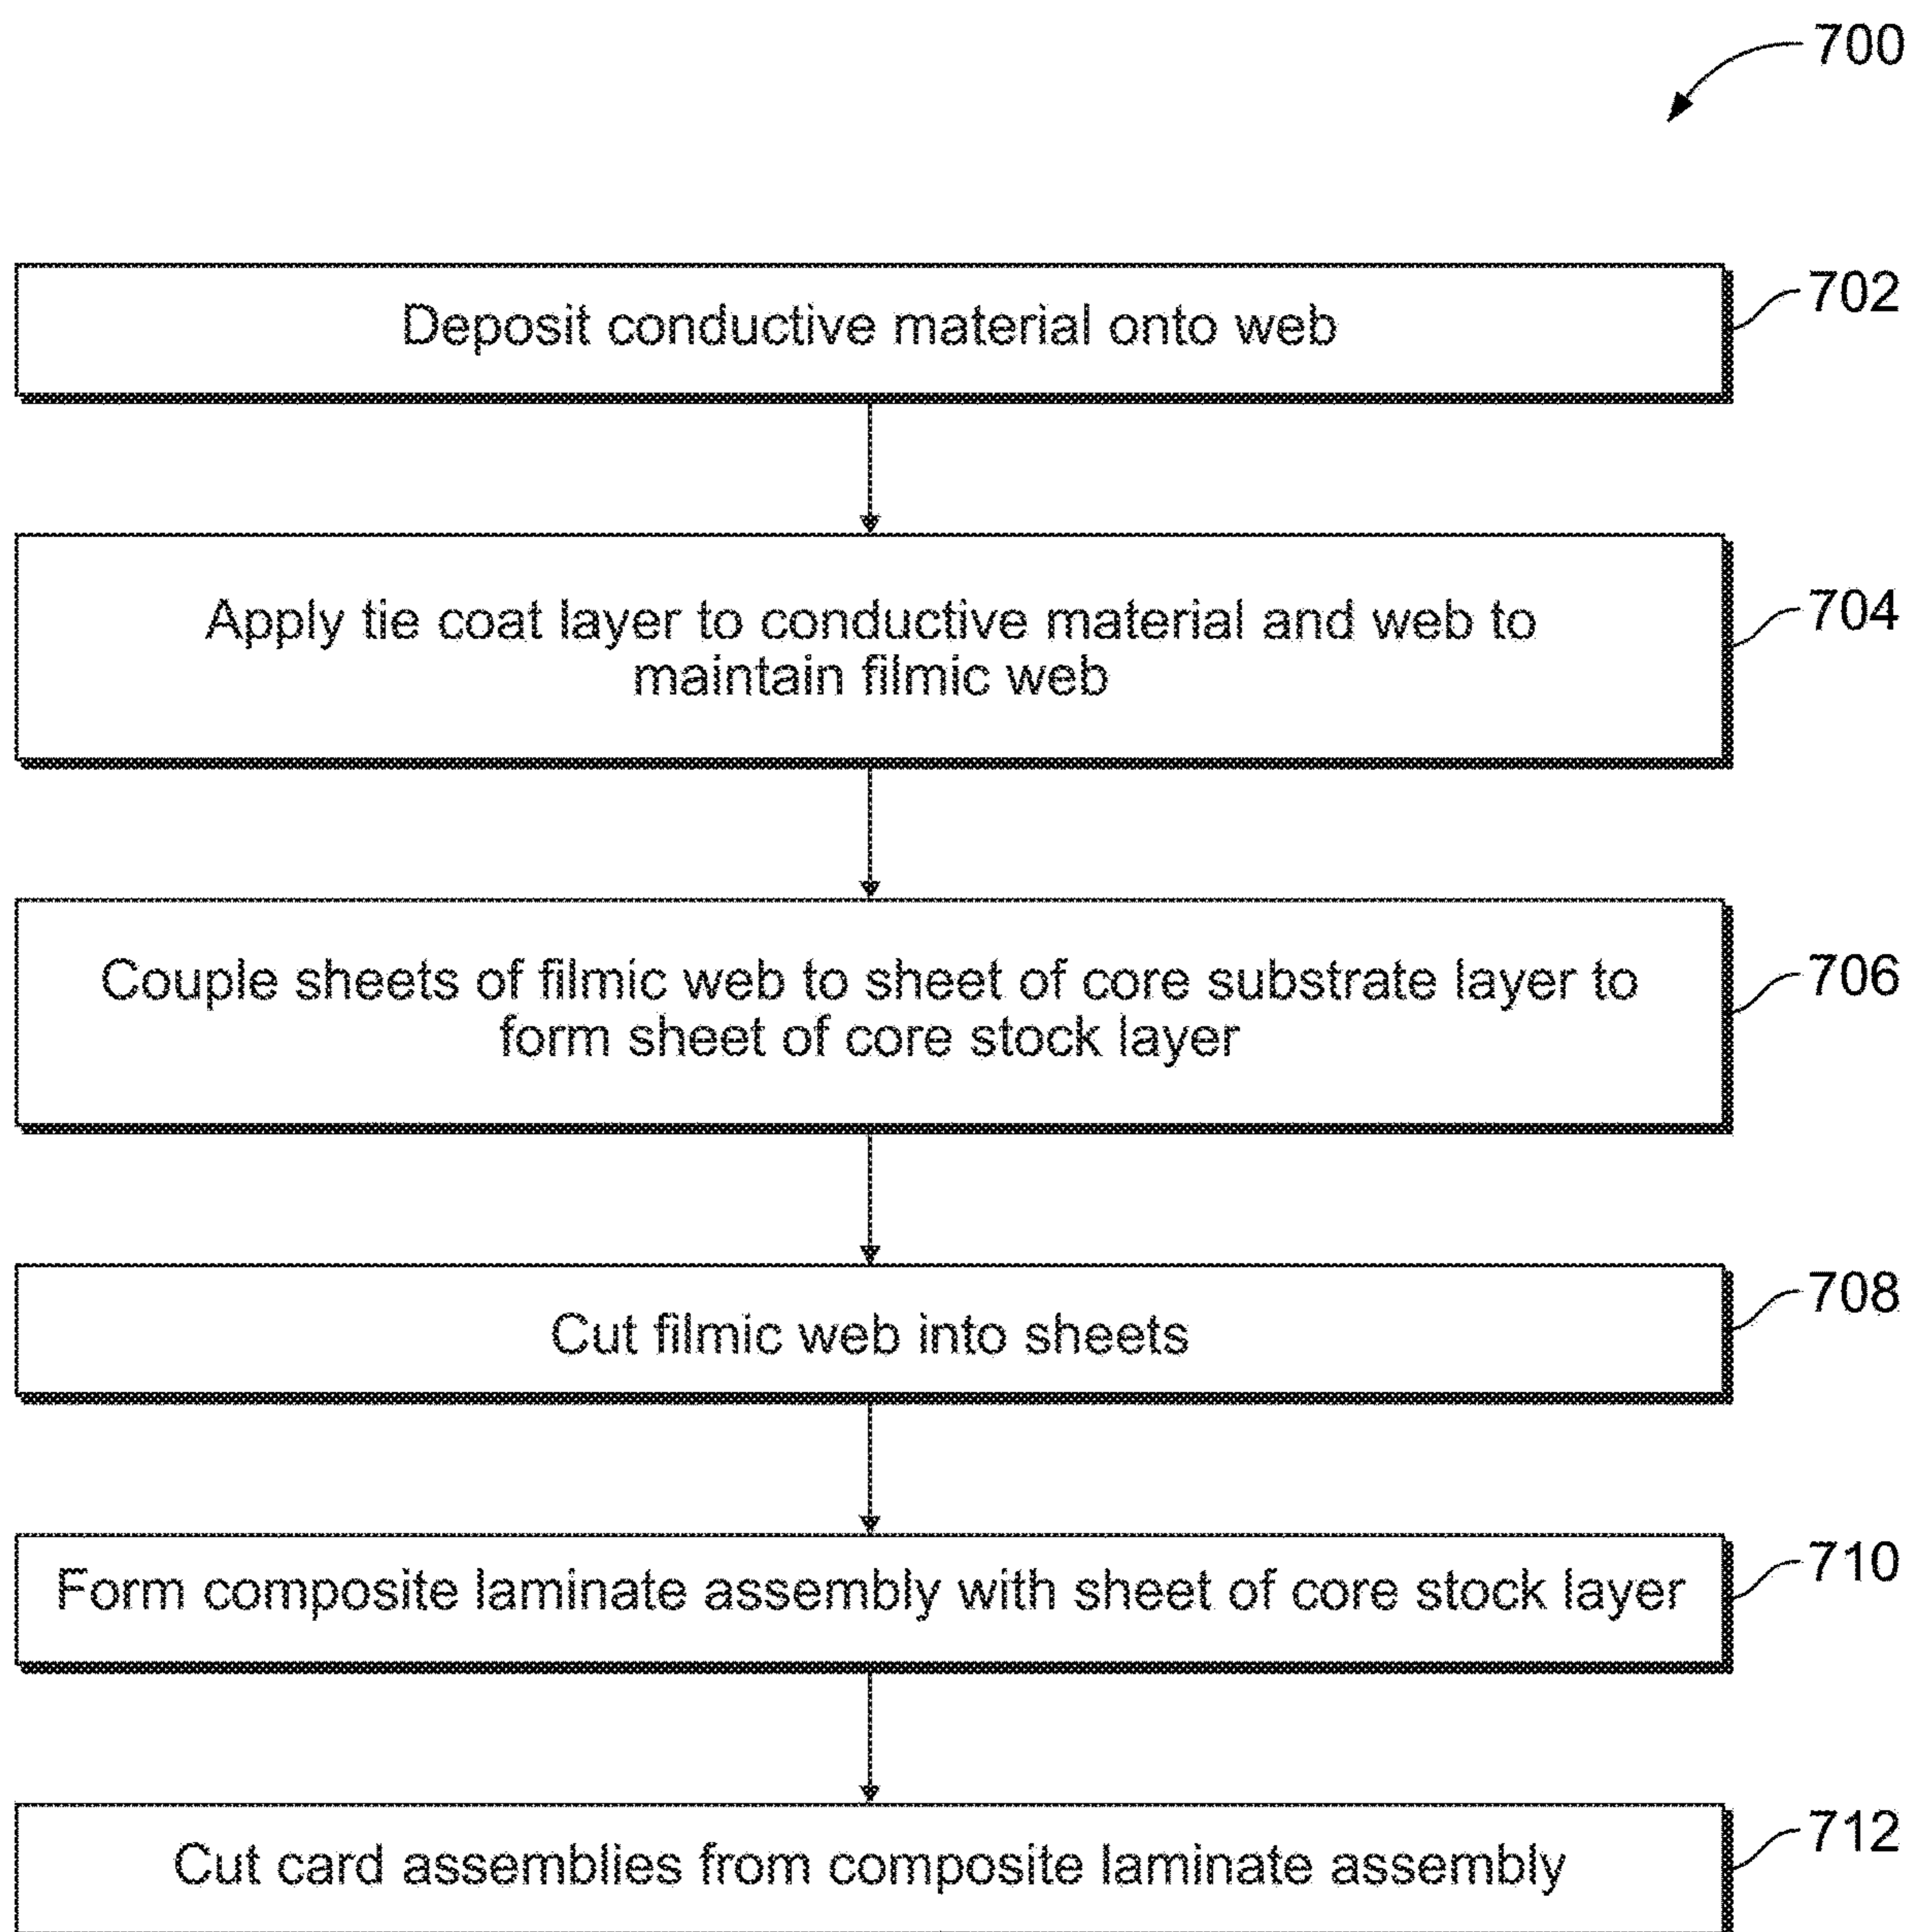 700
Deposit conductive material onto web
702
Apply tie coat layer to conductive material and web to
maintain filmic web
704
Couple sheets of filmic web to sheet of core substrate layer to
form sheet of core stock layer
706
Cut filmic web into sheets
708
Form composite laminate assembly with sheet of core stock layer
710
Cut card assemblies from composite laminate assembly
712